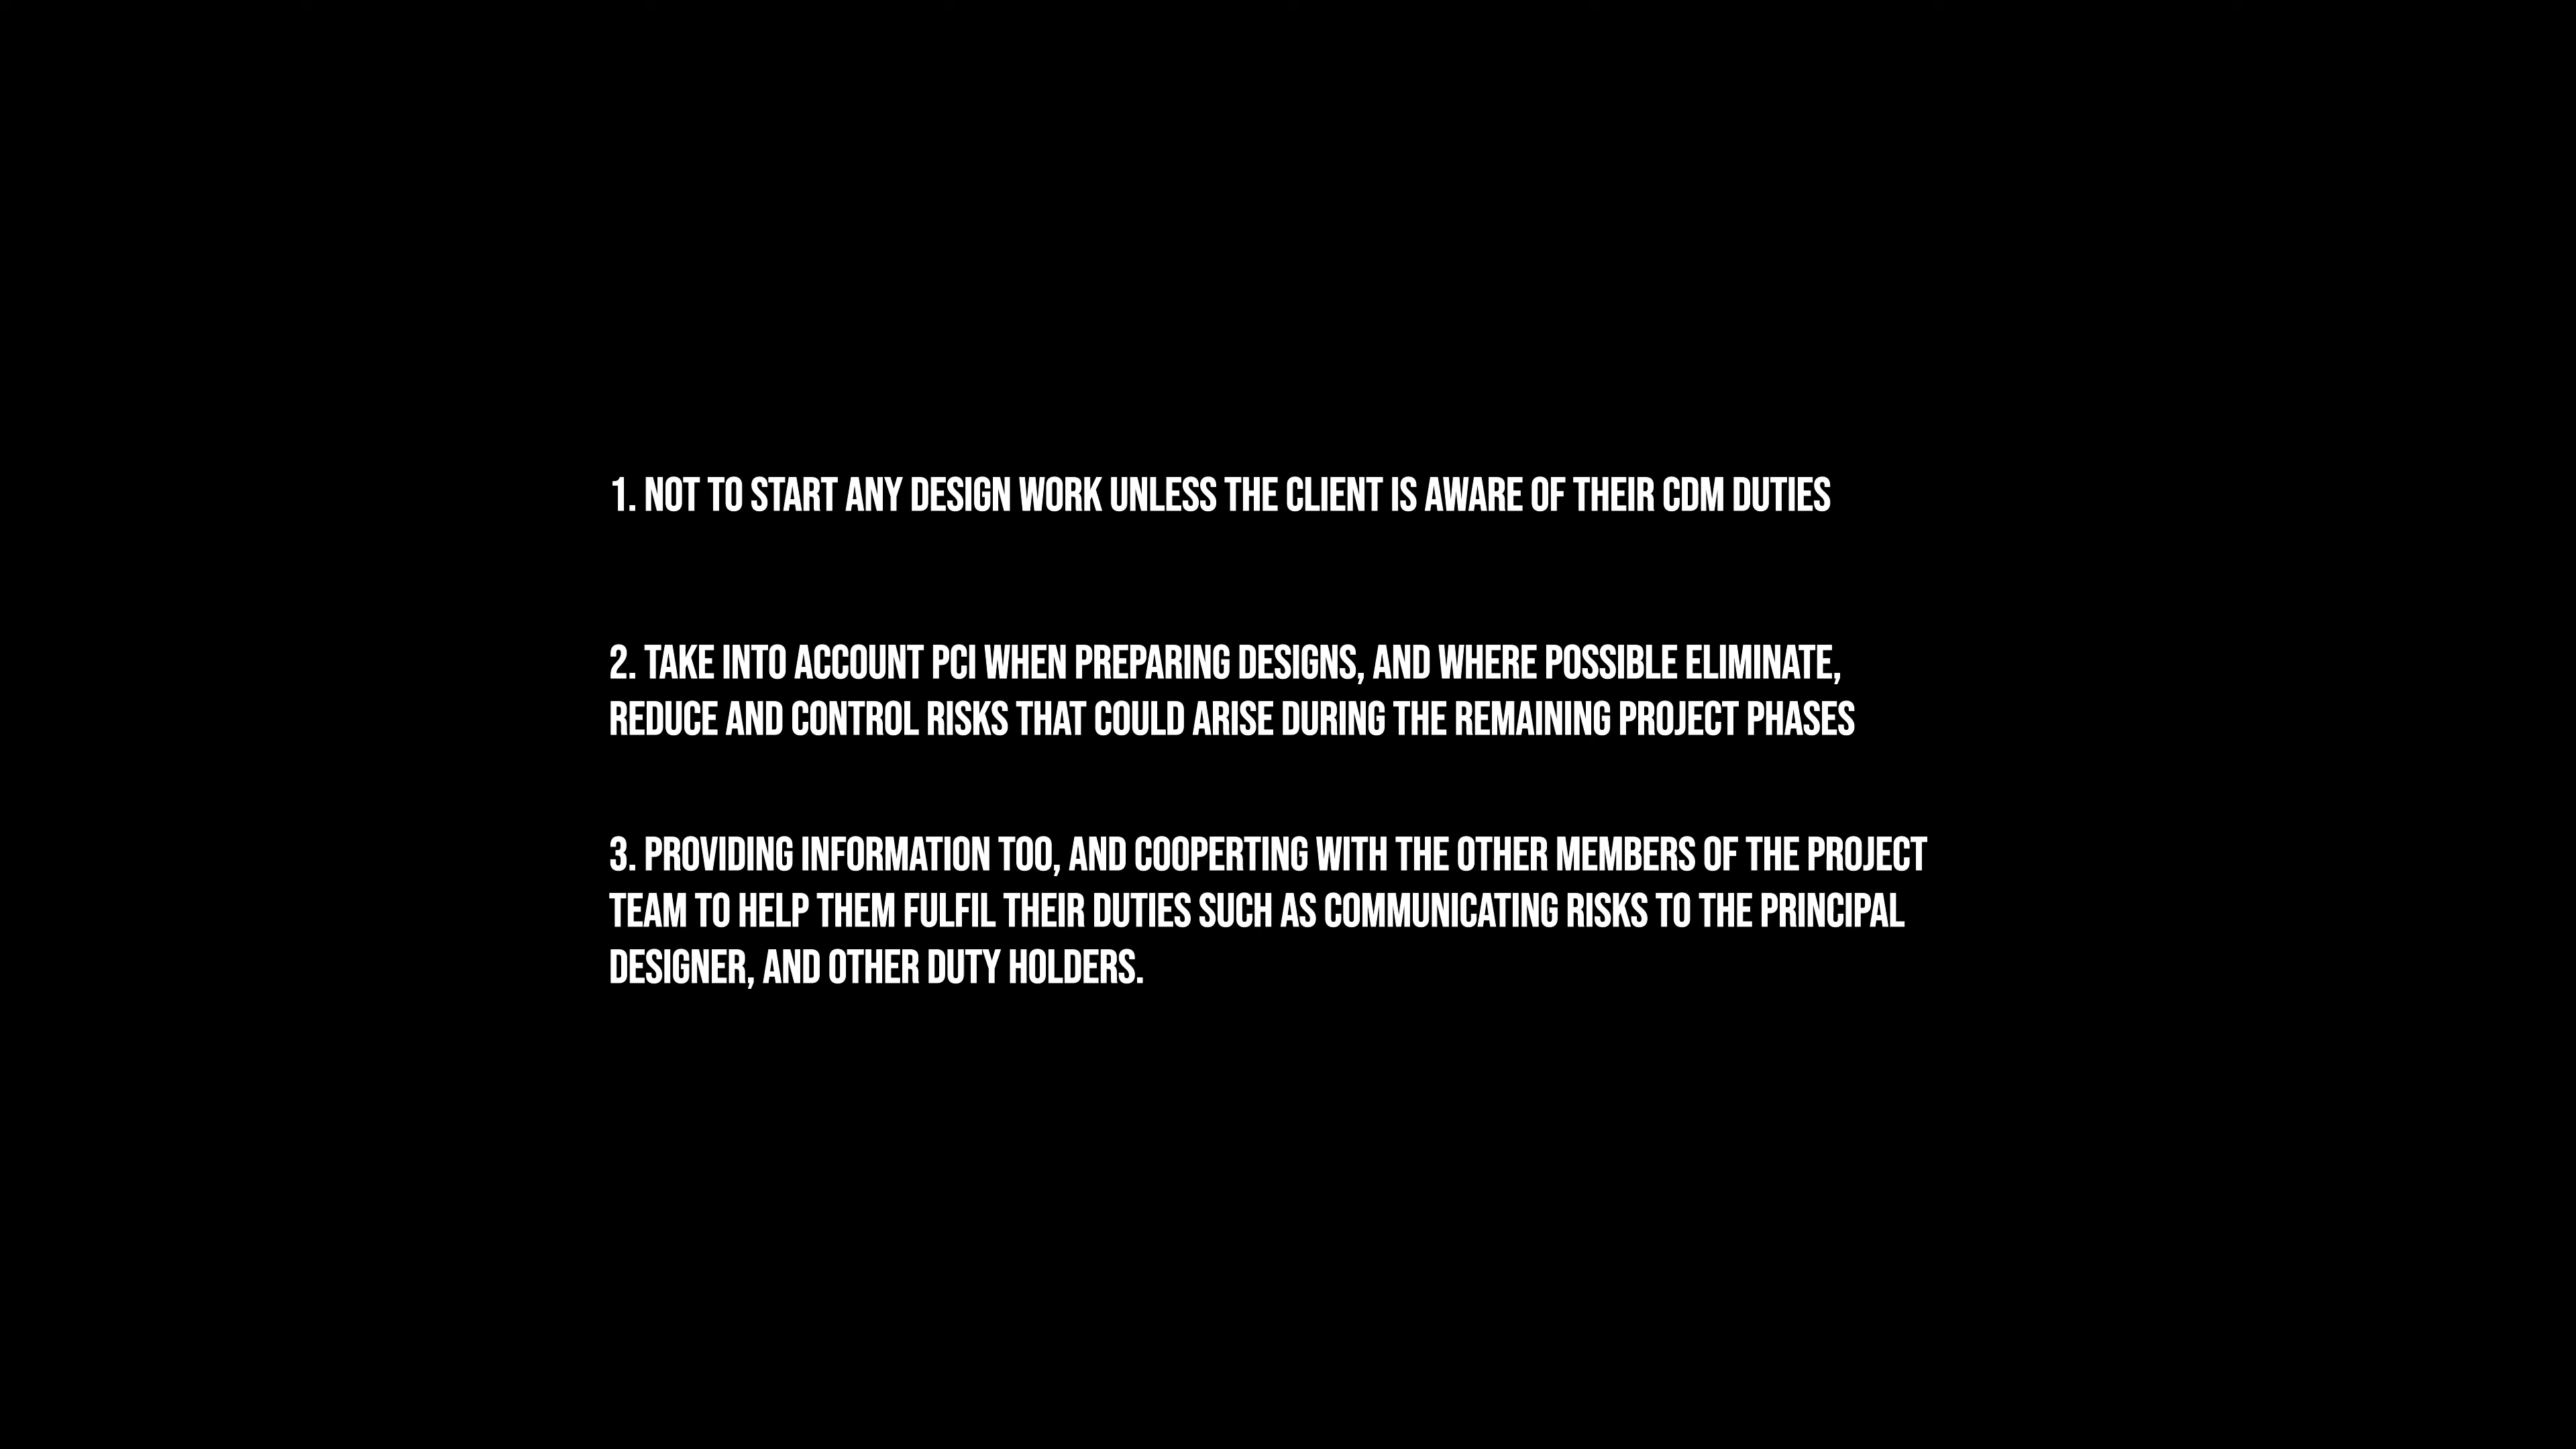 1. NOT TO START ANY DESIGN WORK UNLESS THE CLIENT IS AWARE OF THEIR CDM DUTIES
2. TAKE INTO ACCOUNT PCI WHEN PREPARING DESIGNS, AND WHERE POSSIBLE ELIMINATE,
REDUCE AND CONTROL RISKS THAT COULD ARISE DURING THE REMAINING PROJECT PHASES
3. PROVIDING INFORMATION TOO, AND COOPERTING WITH THE OTHER MEMBERS OF THE PROJECT
TEAM TO HELP THEM FULFIL THEIR DUTIES SUCH AS COMMUNICATING RISKS TO THE PRINCIPAL
DESIGNER, AND OTHER DUTY HOLDERS.